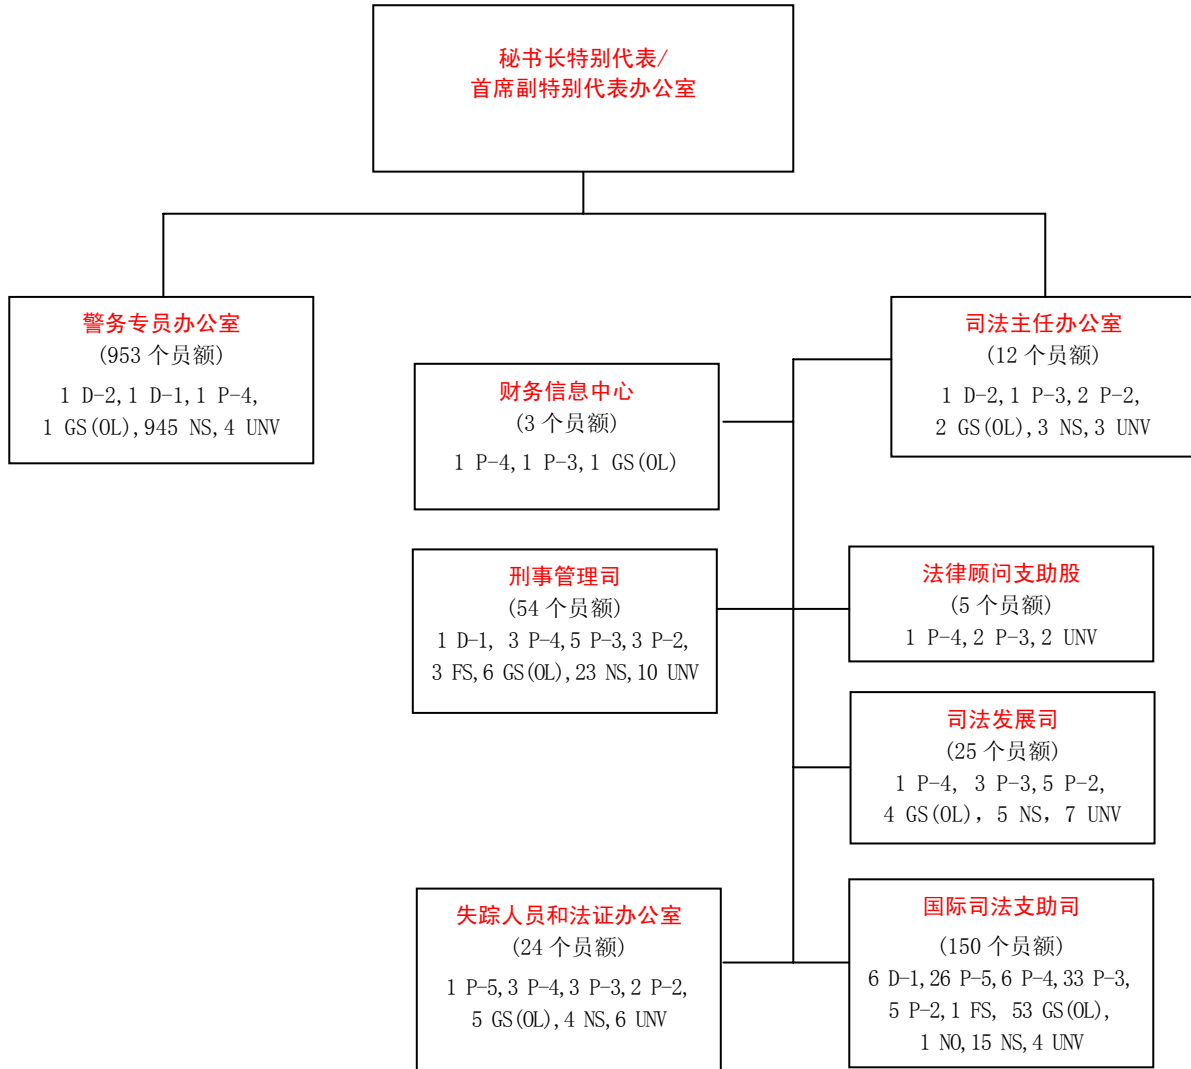 秘书长特别代表/
首席副特别代表办公室
警务专员办公室
(953 个员额)
1 D-2,1 D-1,1 P-4,
1 GS(OL),945 NS,4 UNV
司法主任办公室
(12 个员额)
1 D-2,1 P-3,2 P-2,
2 GS(OL),3 NS,3 UNV
财务信息中心
(3 个员额)
1 P-4,1 P-3,1 GS(OL)
刑事管理司
(54 个员额)
1 D-1, 3 P-4,5 P-3,3 P-2,
3 FS,6 GS(OL),23 NS,10 UNV
法律顾问支助股
(5 个员额)
1 P-4,2 P-3,2 UNV
司法发展司
(25 个员额)
1 P-4, 3 P-3,5 P-2,
4 GS(OL), 5 NS, 7 UNV
失踪人员和法证办公室
(24 个员额)
1 P-5,3 P-4,3 P-3,2 P-2,
5 GS(OL),4 NS,6 UNV
国际司法支助司
(150 个员额)
6 D-1,26 P-5,6 P-4,33 P-3,
5 P-2,1 FS, 53 GS(OL),
1 NO,15 NS,4 UNV